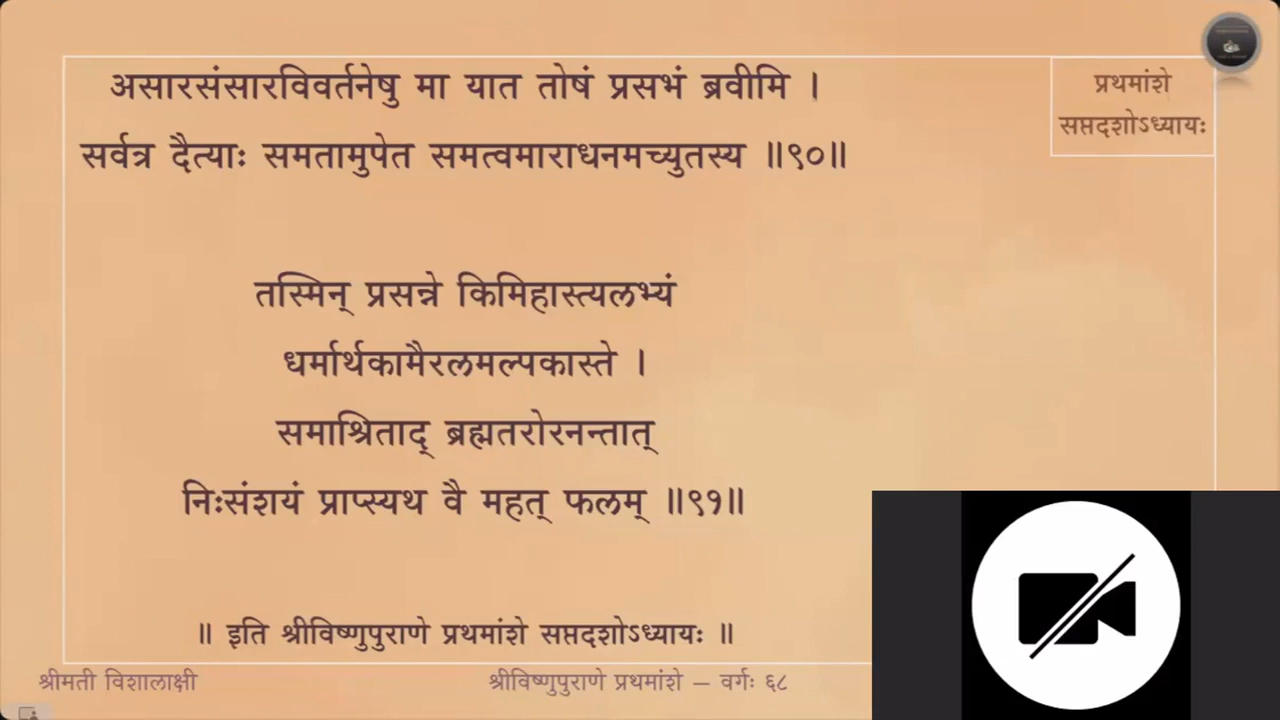 असारसंसारविवर्तनेषु मा यात तोषं प्रसभं ब्रवीमि ।
सर्वत्र दैत्याः समतामुपेत समत्वमाराधनमच्युतस्य ॥९०॥
प्रथमांशे
सप्तदशोऽध्यायः
तस्मिन् प्रसन्ने किमिहास्त्यलभ्यं
धर्मार्थकामैरलमल्पकास्ते ।
समाश्रिताद् ब्रह्मतरोरनन्तात्
निःसंशयं प्राप्स्यथ वै महत् फलम् ॥९१॥
॥ इति श्रीविष्णुपुराणे प्रथमांशे सप्तदशोऽध्यायः ॥
श्रीमती विशालाक्षी
श्रीविष्णुपुराणे प्रथमांशे – वर्गः ६८